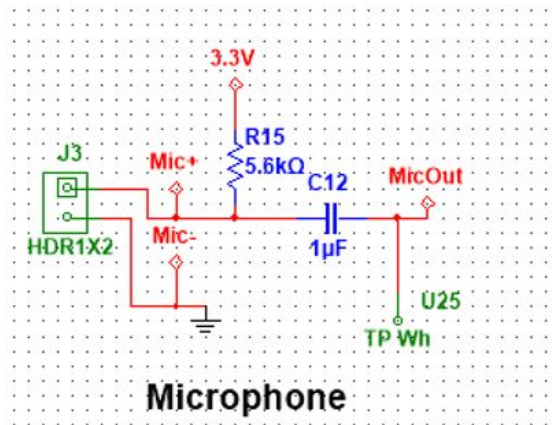 3.3V
R15
5.6kΩ
J3
Mic+
C12
MicOut
Mic-
HDR1X2
1µF
U25
TP Wh
Microphone